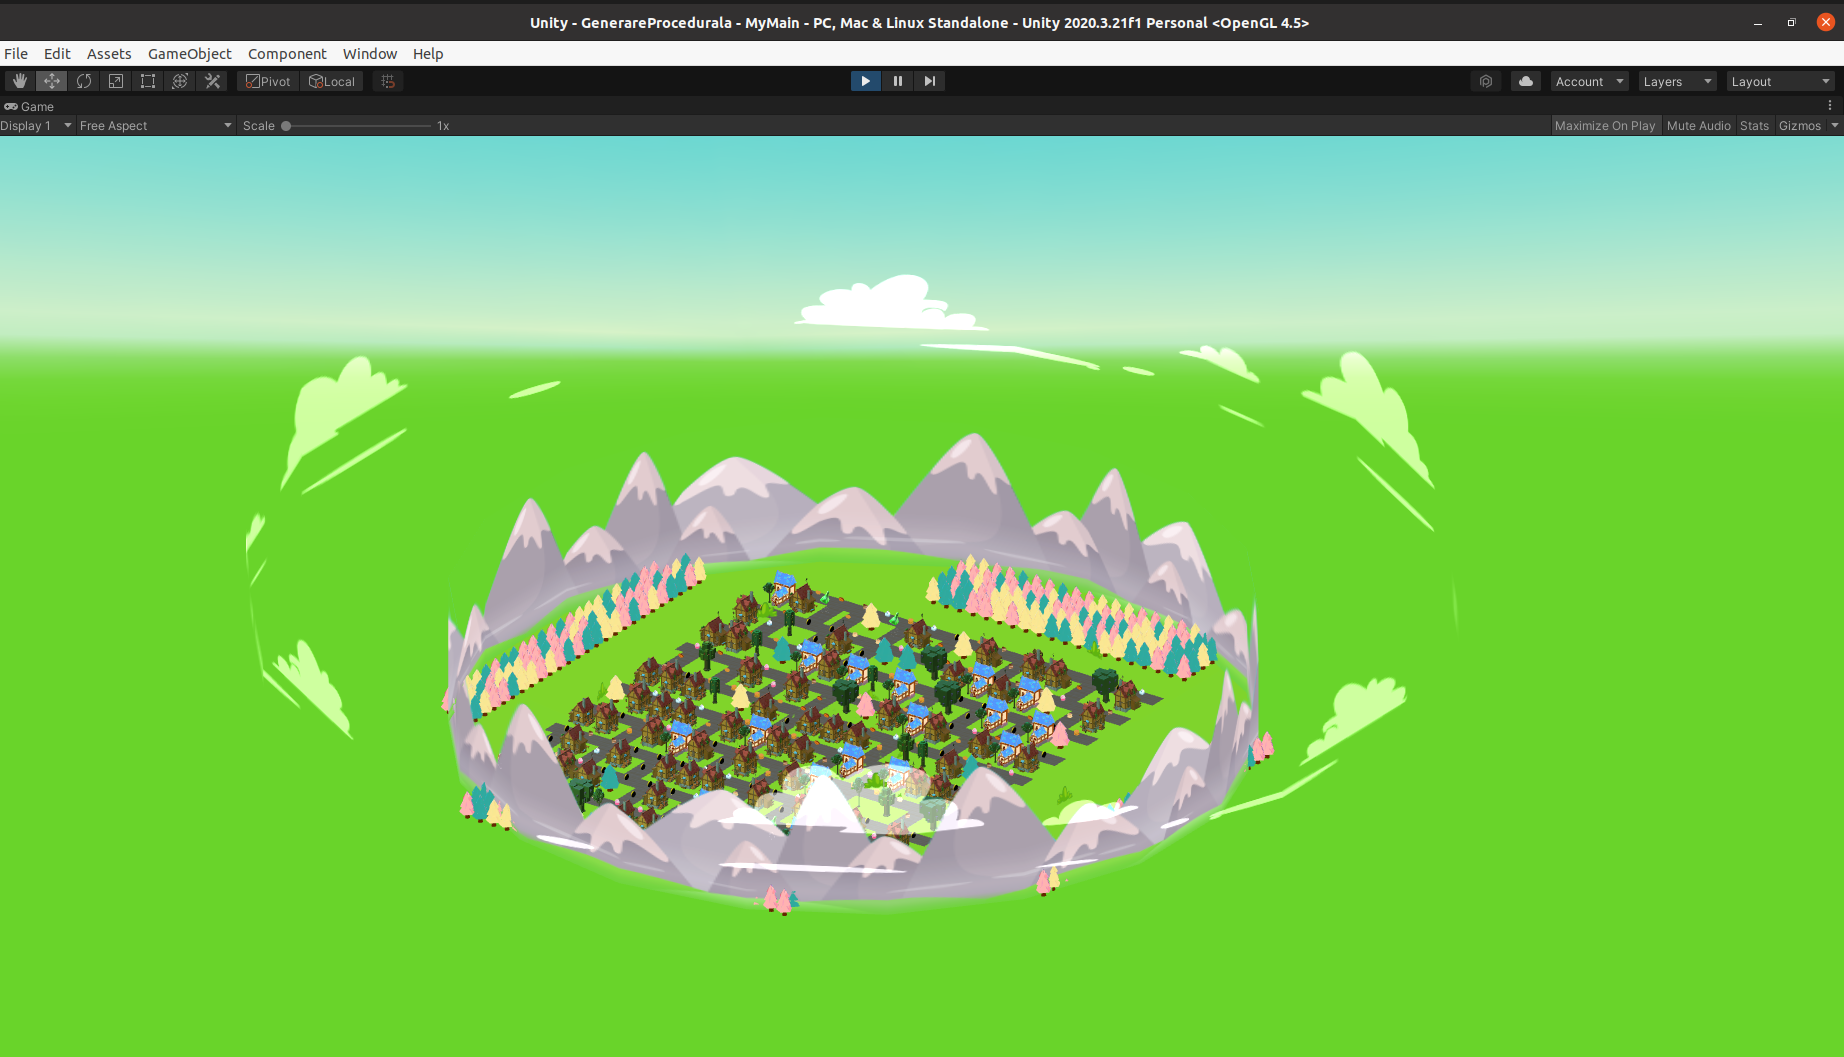 Unity - GenerareProcedurala - MyMain - PC, Mac & Linux Standalone - Unity 2020.3.21f1 Personal <OpenGL 4.5>
File Edit Assets GameObject Component Window Help
Pivot Local Account Layers Layout
Game
Display 1 Free Aspect Scale 1x Maximize On Play Mute Audio Stats Gizmos